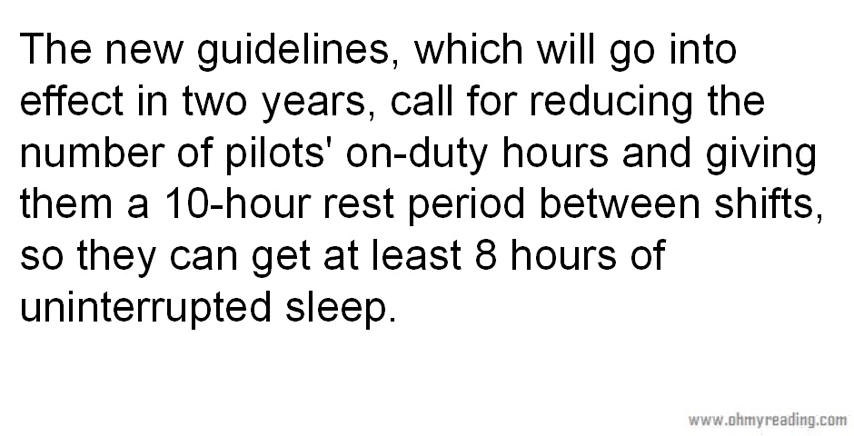 The new guidelines, which will go into
effect in two years, call for reducing the
number of pilots' on-duty hours and giving
them a 10-hour rest period between shifts,
so they can get at least 8 hours of
uninterrupted sleep.
www.ohmyreading.com